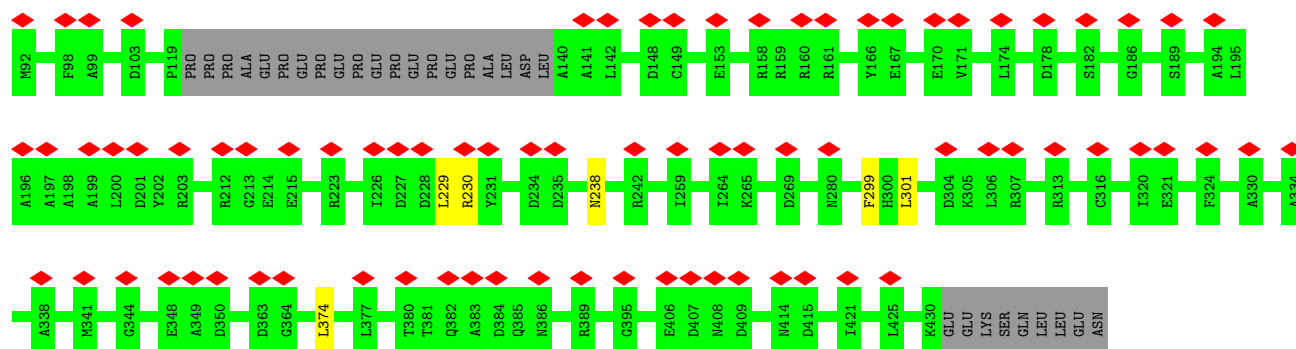 M92 F98 A99 D103 P119 PRO PRO PRO ALA GLU PRO GLU PRO GLU PRO GLU PRO GLU PRO GLU PRO ALA LEU ASP LEU A140 A141 L142 D148 C149 E153 R158 R159 R160 R161 Y166 E167 E170 V171 L174 D178 S182 G186 S189 A194 L195
A196 A197 A198 A199 L200 D201 Y202 R203 R212 G213 E214 E215 R223 I226 D227 D228 L229 R230 Y231 D234 D235 N238 R242 I259 I264 K265 D269 N280 F299 H300 L301 D304 K305 L306 R307 R313 C316 I320 E321 F324 A330 A334
A338 M341 G344 E348 A349 D350 D363 G364 L374 L377 T380 T381 Q382 A383 D384 Q385 N386 R389 G395 E406 D407 N408 D409 N414 D415 I421 L425 K430 GLU GLU LYS SER GLN LEU LEU GLU ASN